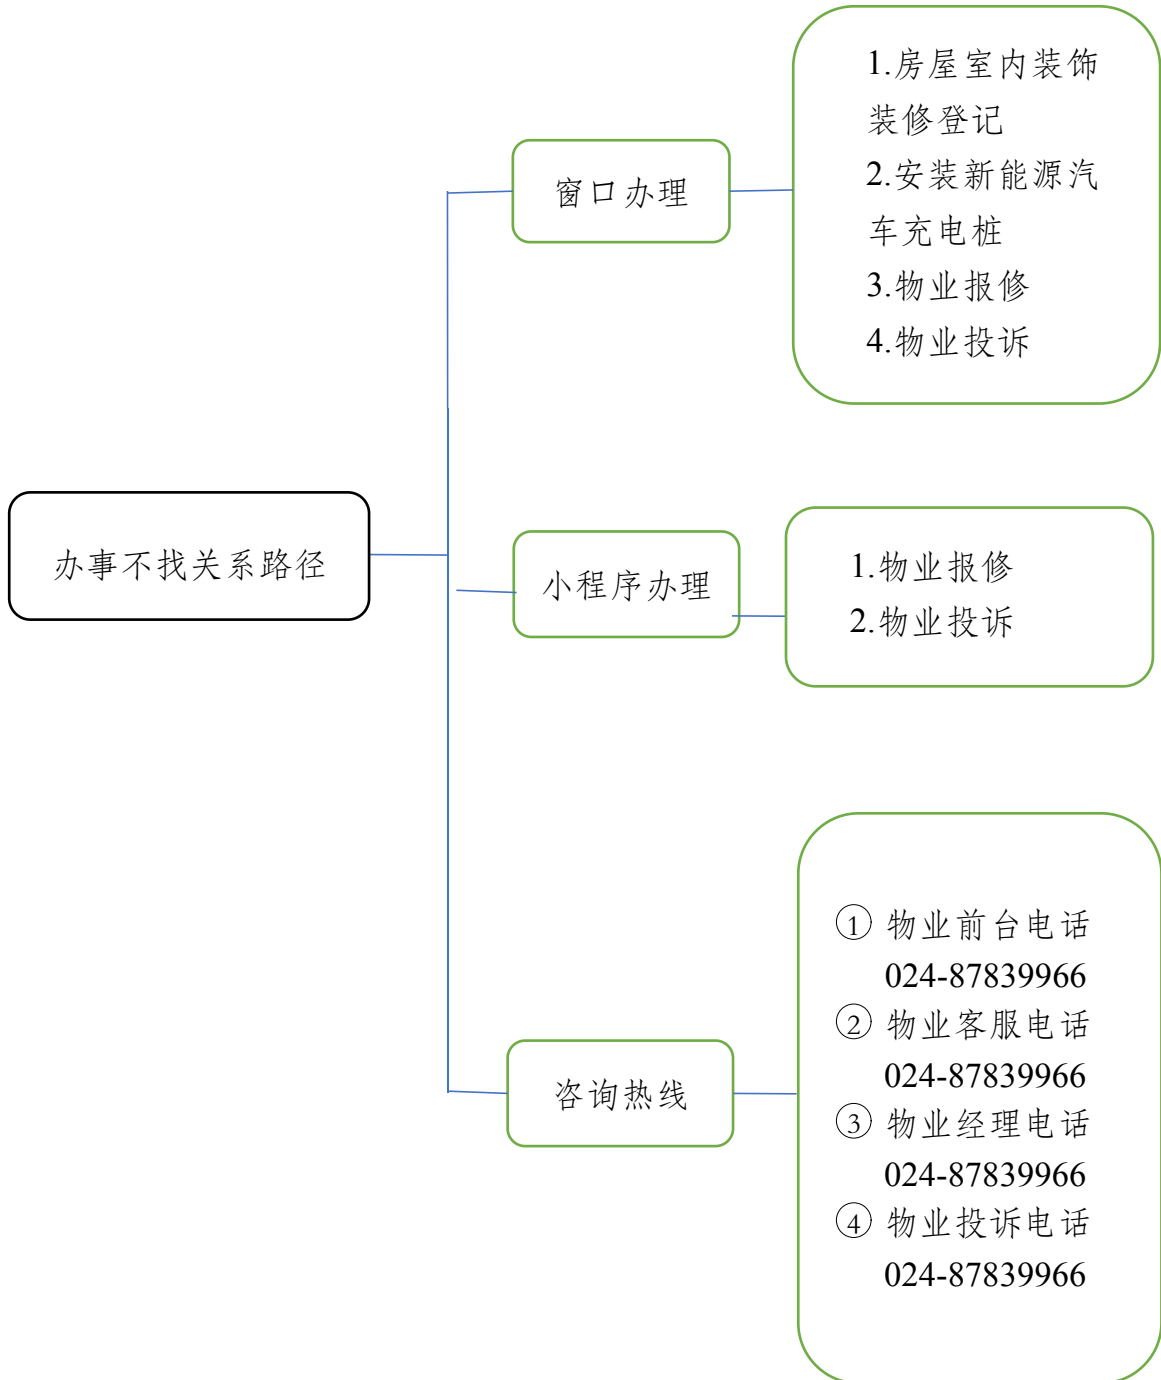 办事不找关系路径
窗口办理
1.房屋室内装饰
装修登记
2.安装新能源汽
车充电桩
3.物业报修
4.物业投诉
小程序办理
1.物业报修
2.物业投诉
咨询热线
① 物业前台电话
024-87839966
② 物业客服电话
024-87839966
③ 物业经理电话
024-87839966
④ 物业投诉电话
024-87839966